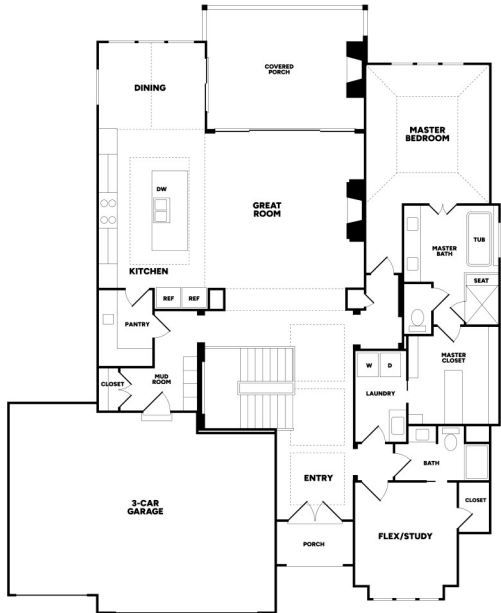 COVERED
PORCH
DINING
MASTER
BEDROOM
DW
GREAT
ROOM
MASTER
BATH
TUB
KITCHEN
SEAT
REF
REF
PANTRY
MASTER
CLOSET
W
D
CLOSET
MUD
ROOM
LAUNDRY
BATH
ENTRY
CLOSET
3-CAR
GARAGE
PORCH
FLEX/STUDY